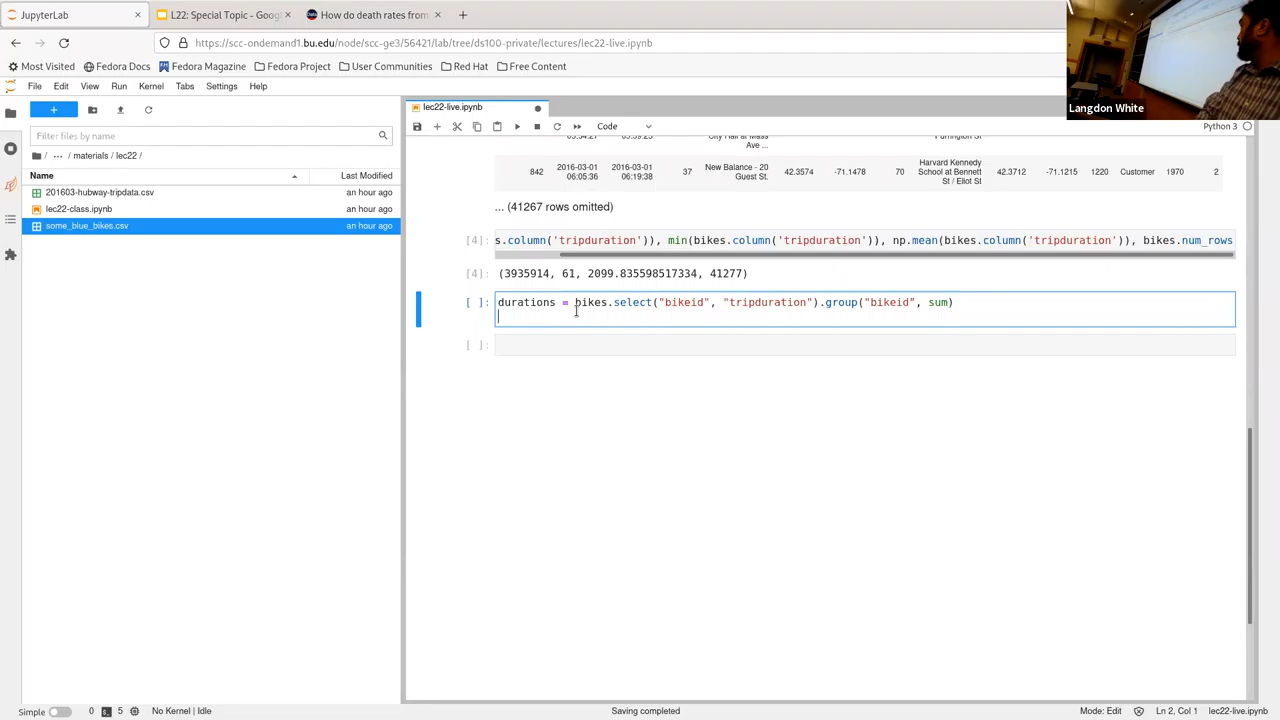 JupyterLab
L22: Special Topic - Goog
How do death rates from
https://scc-ondemand1.bu.edu/node/scc-ge3/56421/lab/tree/ds100-private/lectures/lec22-live.ipynb
Most Visited
Fedora Docs
Fedora Magazine
Fedora Project
User Communities
Red Hat
Free Content
Langdon White
File Edit View Run Kernel Tabs Settings Help
lec22-live.ipynb
Filter files by name
Code
Python 3
/ ··· / materials / lec22 /
Name
Last Modified
201603-hubway-tripdata.csv an hour ago
lec22-class.ipynb an hour ago
some_blue_bikes.csv an hour ago
City Hall at Mass
Ave ...
842 2016-03-01 06:05:36 2016-03-01 06:19:38 37 New Balance - 20 Guest St. 42.3574 -71.1478 70 Harvard Kennedy School at Bennett St / Eliot St 42.3712 -71.1215 1220 Customer 1970 2
... (41267 rows omitted)
[4]: s.column('tripduration')), min(bikes.column('tripduration')), np.mean(bikes.column('tripduration')), bikes.num_rows
[4]: (3935914, 61, 2099.835598517334, 41277)
[ ]: durations = bikes.select("bikeid", "tripduration").group("bikeid", sum)
[ ]:
Simple 0 5 No Kernel | Idle
Saving completed
Mode: Edit Ln 2, Col 1 lec22-live.ipynb